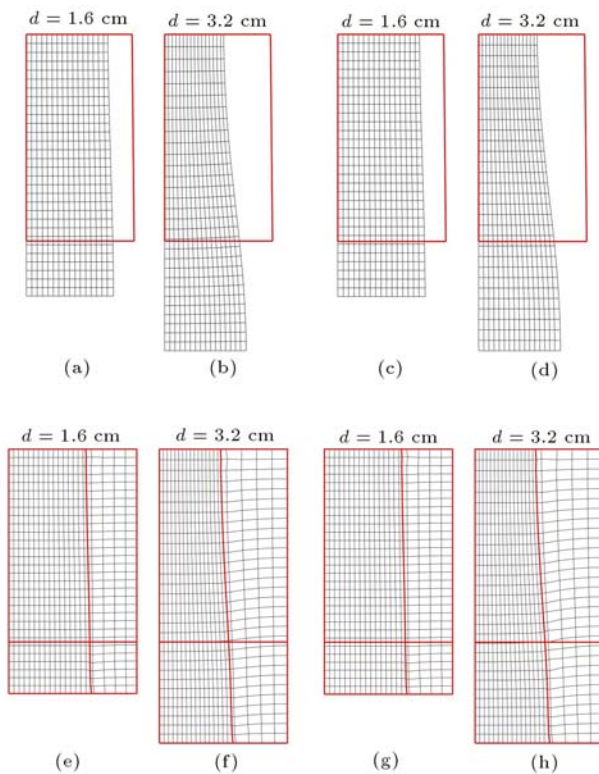 d = 1.6 cm d = 3.2 cm d = 1.6 cm d = 3.2 cm
(a) (b) (c) (d)
d = 1.6 cm d = 3.2 cm d = 1.6 cm d = 3.2 cm
(e) (f) (g) (h)